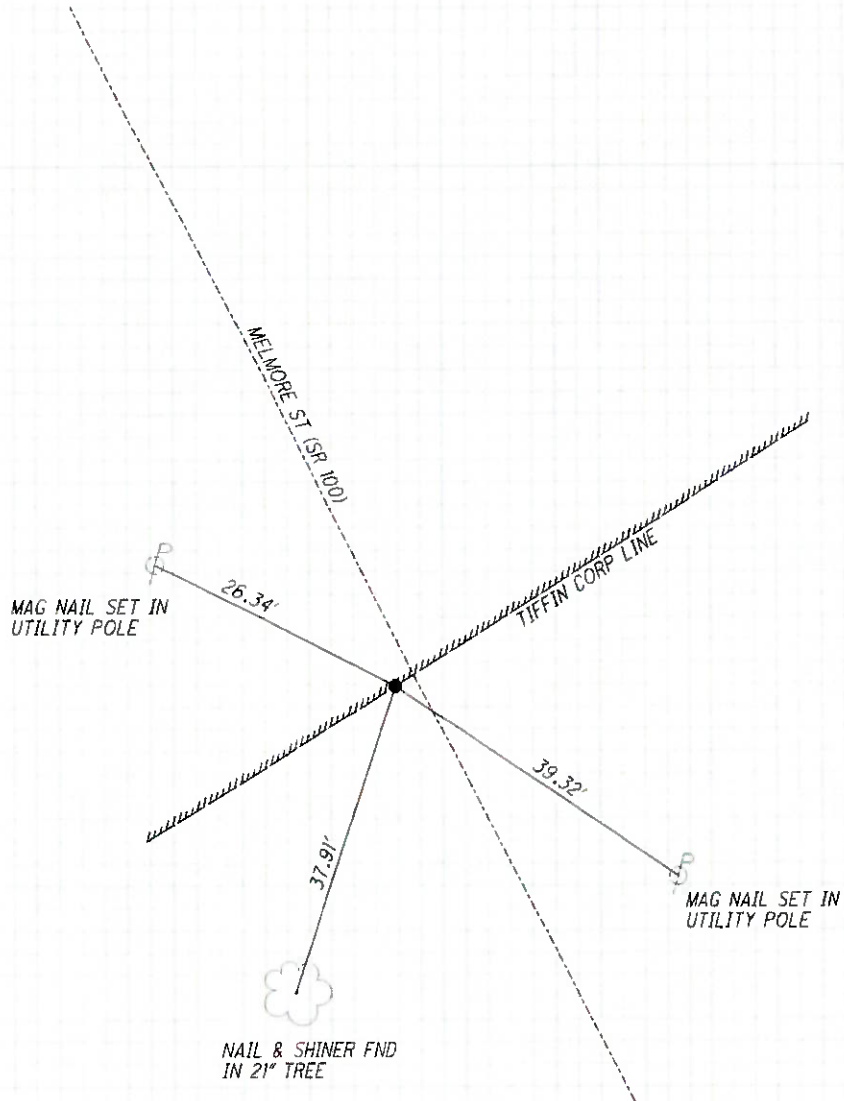 MELMORE ST (SR 100)
TIFFIN CORP LINE
26.34'
MAG NAIL SET IN
UTILITY POLE
39.32'
37.91'
MAG NAIL SET IN
UTILITY POLE
NAIL & SHINER FND
IN 21" TREE